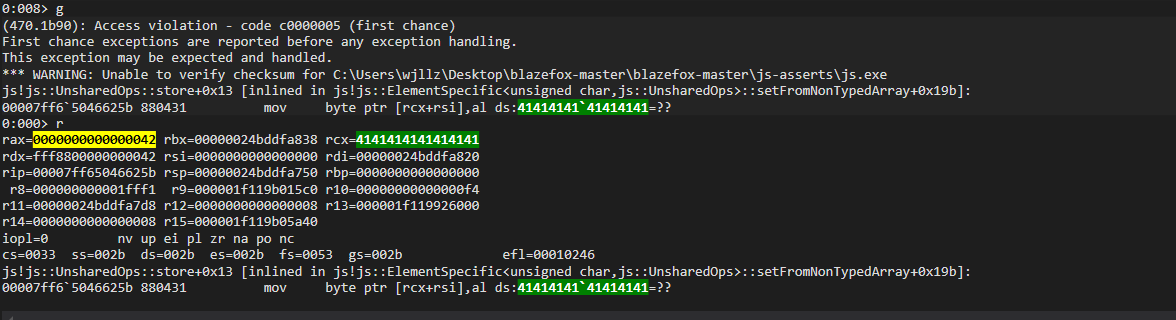 0:008> g
(470.1b90): Access violation - code c0000005 (first chance)
First chance exceptions are reported before any exception handling.
This exception may be expected and handled.
*** WARNING: Unable to verify checksum for C:\Users\wjllz\Desktop\blazefox-master\blazefox-master\js-asserts\js.exe
js!js::UnsharedOps::store+0x13 [inlined in js!js::ElementSpecific<unsigned char,js::UnsharedOps>::setFromNonTypedArray+0x19b]:
00007ff6`5046625b 880431          mov     byte ptr [rcx+rsi],al ds:41414141`41414141=??
0:000> r
rax=0000000000000042 rbx=00000024bddfa838 rcx=4141414141414141
rdx=fff8800000000042 rsi=0000000000000000 rdi=00000024bddfa820
rip=00007ff65046625b rsp=00000024bddfa750 rbp=0000000000000000
 r8=000000000001fff1  r9=000001f119b015c0 r10=00000000000000f4
r11=00000024bddfa7d8 r12=0000000000000008 r13=000001f119926000
r14=0000000000000008 r15=000001f119b05a40
iopl=0         nv up ei pl zr na po nc
cs=0033  ss=002b  ds=002b  es=002b  fs=0053  gs=002b             efl=00010246
js!js::UnsharedOps::store+0x13 [inlined in js!js::ElementSpecific<unsigned char,js::UnsharedOps>::setFromNonTypedArray+0x19b]:
00007ff6`5046625b 880431          mov     byte ptr [rcx+rsi],al ds:41414141`41414141=??